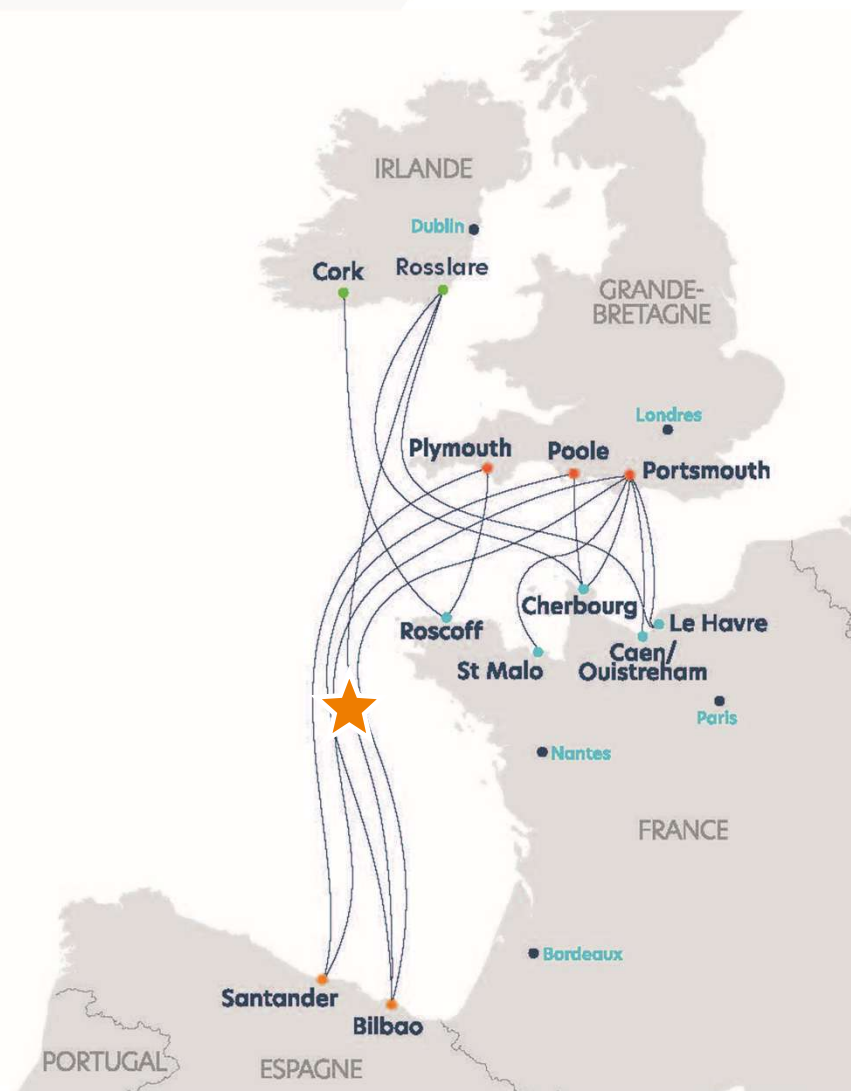 IRLANDE
Dublin
Cork
Rosslare
GRANDE-
BRETAGNE
Londres
Plymouth
Poole
Portsmouth
Cherbourg
Le Havre
Roscoff
Caen/
Ouistreham
St Malo
Paris
Nantes
FRANCE
Bordeaux
Santander
Bilbao
PORTUGAL
ESPAGNE